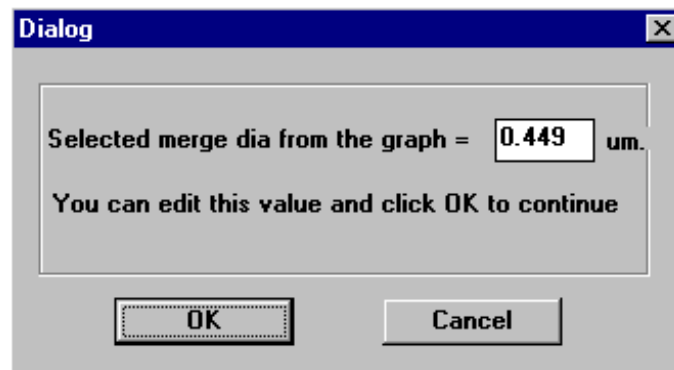 Dialog
Selected merge dia from the graph = 0.449 um.
You can edit this value and click OK to continue
OK Cancel